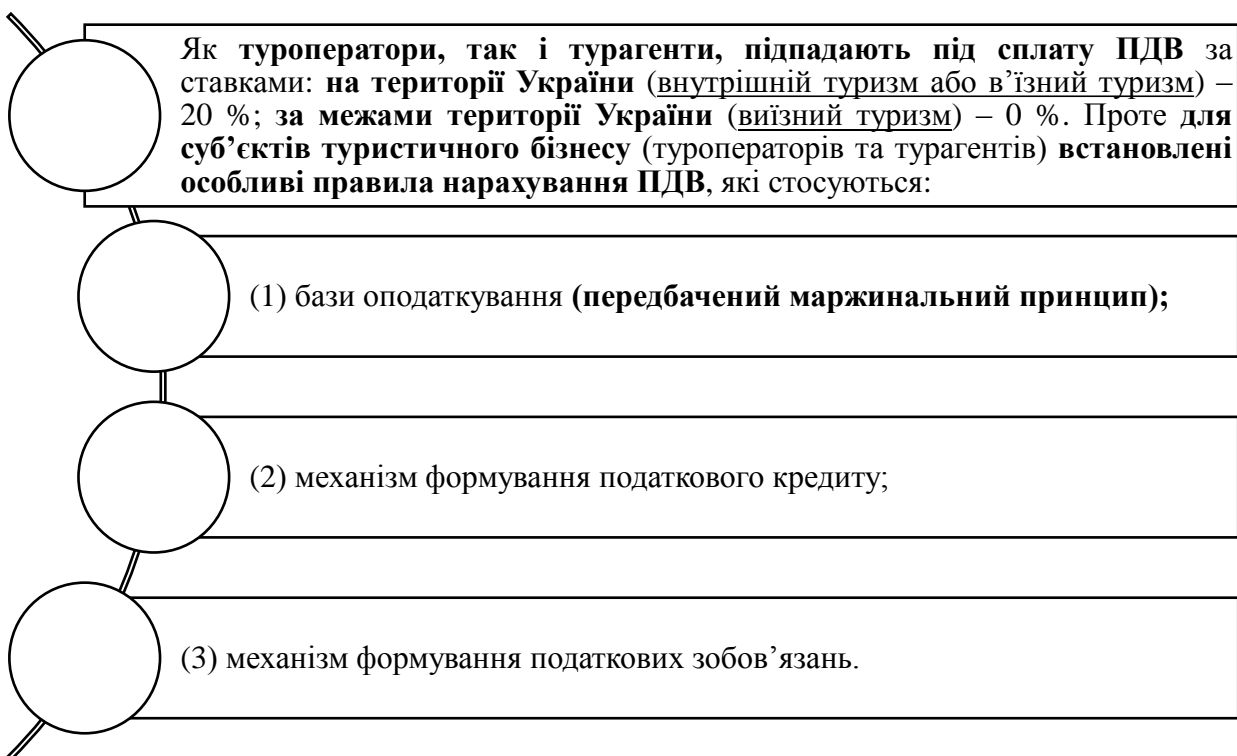 Як туроператори, так і турагенти, підпадають під сплату ПДВ за
ставками: на території України (внутрішній туризм або в’їзний туризм) –
20 %; за межами території України (виїзний туризм) – 0 %. Проте для
суб’єктів туристичного бізнесу (туроператорів та турагентів) встановлені
особливі правила нарахування ПДВ, які стосуються:
(1) бази оподаткування (передбачений маржинальний принцип);
(2) механізм формування податкового кредиту;
(3) механізм формування податкових зобов’язань.